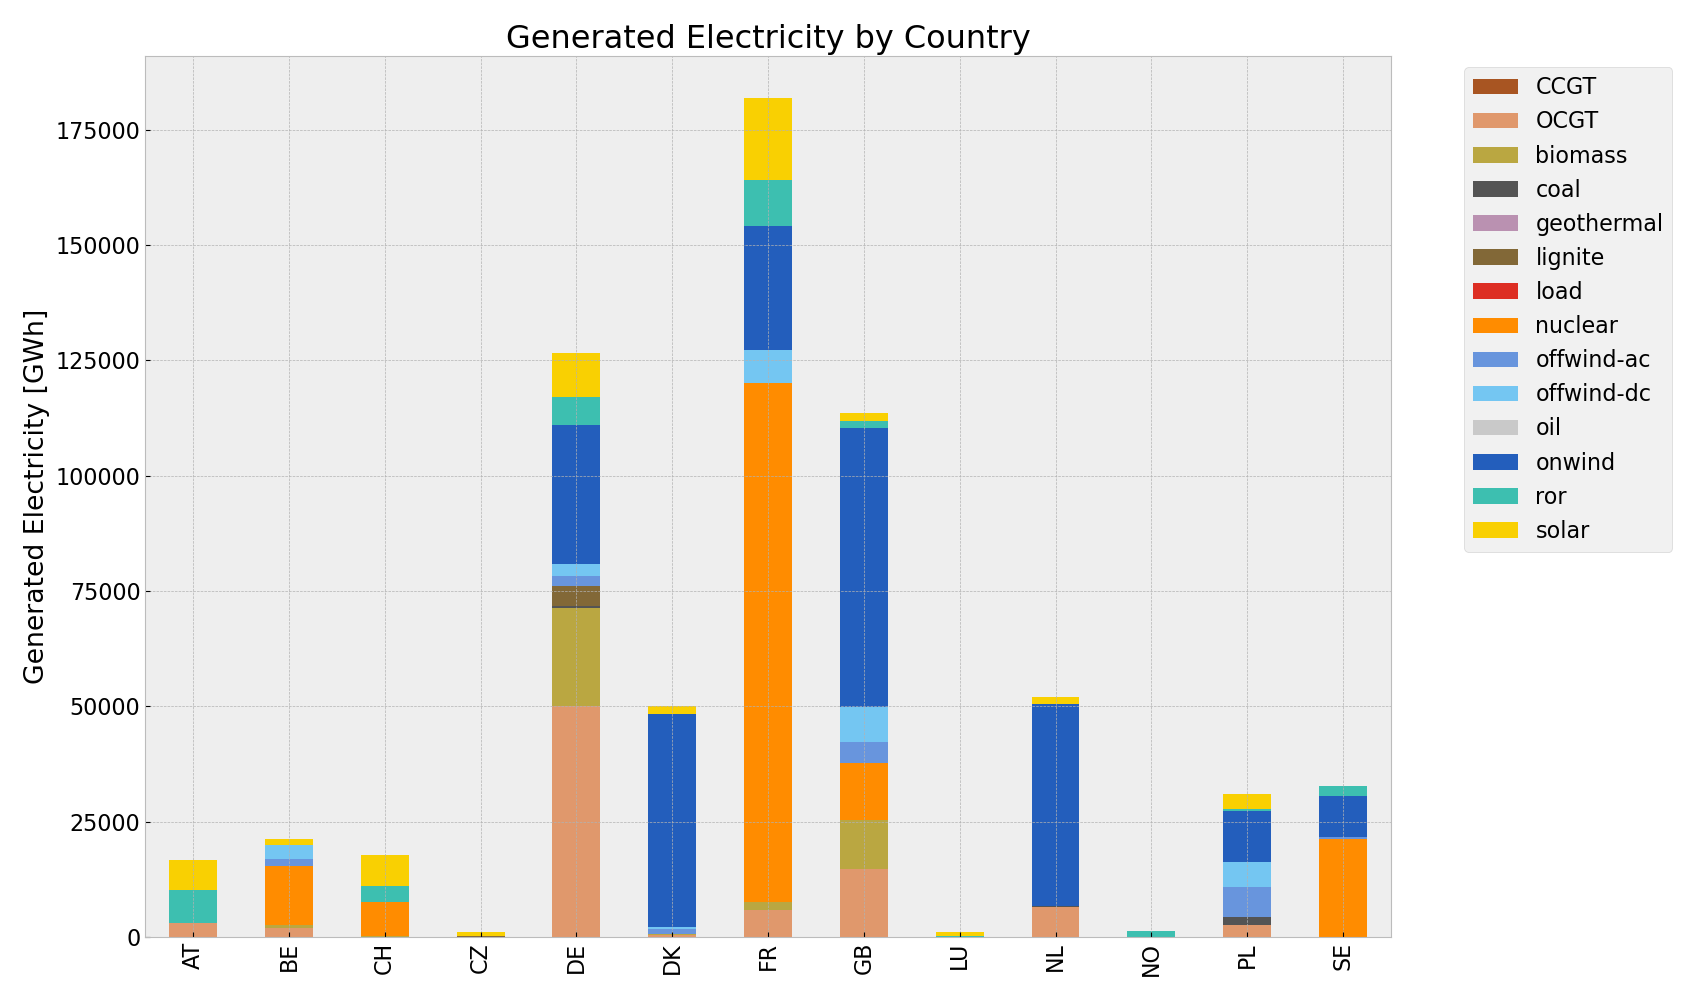 Generated Electricity by Country
Generated Electricity [GWh]
175000
150000
125000
100000
75000
50000
25000
0
AT
BE
CH
CZ
DE
DK
FR
GB
LU
NL
NO
PL
SE
CCGT
OCGT
biomass
coal
geothermal
lignite
load
nuclear
offwind-ac
offwind-dc
oil
onwind
ror
solar